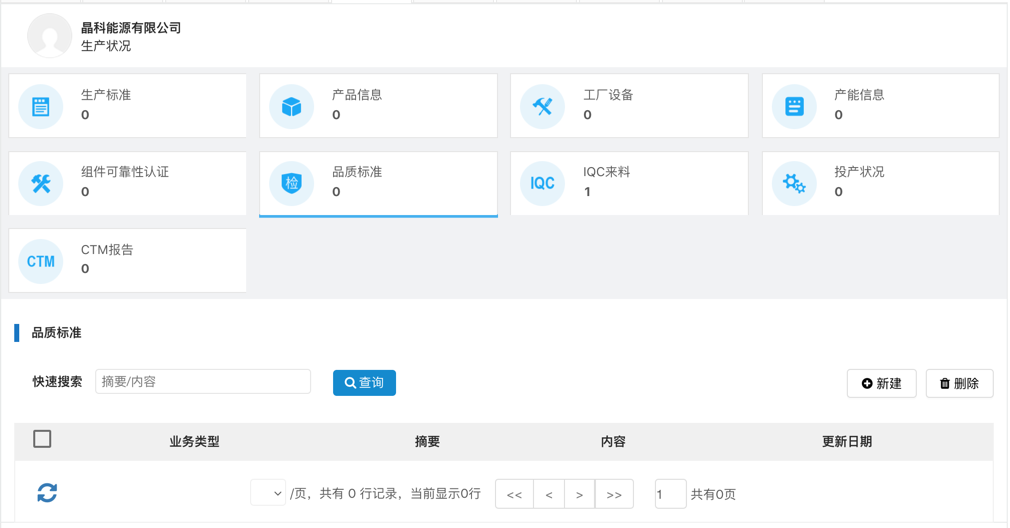 晶科能源有限公司
生产状况
生产标准
0
产品信息
0
工厂设备
0
产能信息
0
组件可靠性认证
0
检
品质标准
0
IQC
IQC来料
1
投产状况
0
CTM
CTM报告
0
品质标准
快速搜索 摘要/内容 查询 新建 删除
业务类型 摘要 内容 更新日期
/页, 共有 0 行记录, 当前显示0行 << < > >> 1 共有0页